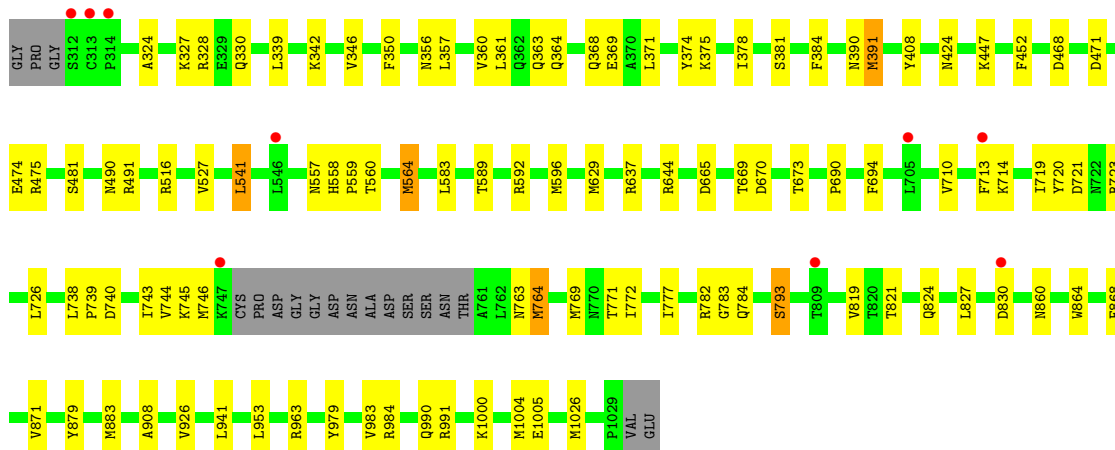 GLY PRO GLY S312 C313 P314 A324 K327 R328 E329 Q330 L339 K342 V346 F350 N356 L357 V360 L361 Q362 Q363 Q364 Q368 E369 A370 L371 Y374 K375 I378 S381 F384 N390 M391 Y408 N424 K447 F452 D468 D471
E474 R475 S481 N490 R491 R516 V527 L541 L546 N557 H558 P559 T560 M564 L583 T589 R592 M596 M629 R637 R644 D665 T669 D670 T673 P690 F694 L705 V710 F713 K714 I719 Y720 D721 N722
L726 L738 P739 D740 I743 V744 K745 M746 K747 CYS PRO ASP GLY GLY ASP ASN ALA ASP SER SER ASN THR A761 L762 N763 M764 M769 N770 T771 I772 I777 R782 G783 Q784 S793 T809 V819 T820 T821 Q824 L827 D830 N860 W864
V871 Y879 M883 A908 V926 L941 L953 R963 Y979 V983 R984 Q990 R991 K1000 M1004 E1005 M1026 P1029 VAL GLU